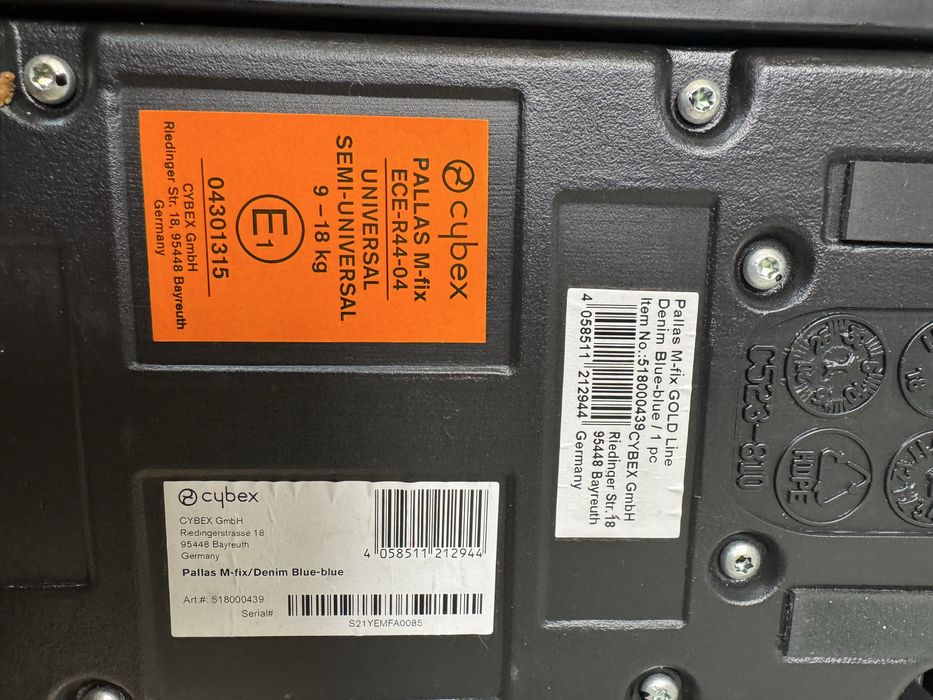 cybex
PALLAS M-fix
ECE-R44-04
UNIVERSAL
SEMI-UNIVERSAL
9 – 18 kg
E1
04301315
CYBEX GmbH
Riedinger Str. 18, 95448 Bayreuth
Germany
Pallas M-fix GOLD Line
Denim Blue-blue / 1 pc
Item No.:518000439
4 058511 212944
CYBEX GmbH
Riedinger Str.18
95448 Bayreuth
Germany
cybex
CYBEX GmbH
Riedingerstrasse 18
95448 Bayreuth
Germany
4 058511 212944
Pallas M-fix/Denim Blue-blue
Art.#: 518000439
Serial#:
S21YEMFA0085
C523-810
HDPE
18